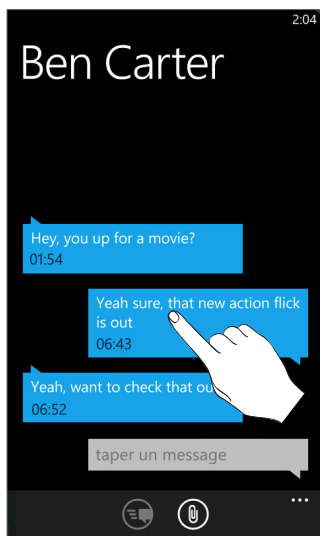 2:04
Ben Carter
Hey, you up for a movie?
01:54
Yeah sure, that new action flick
is out
06:43
Yeah, want to check that
06:52
taper un message